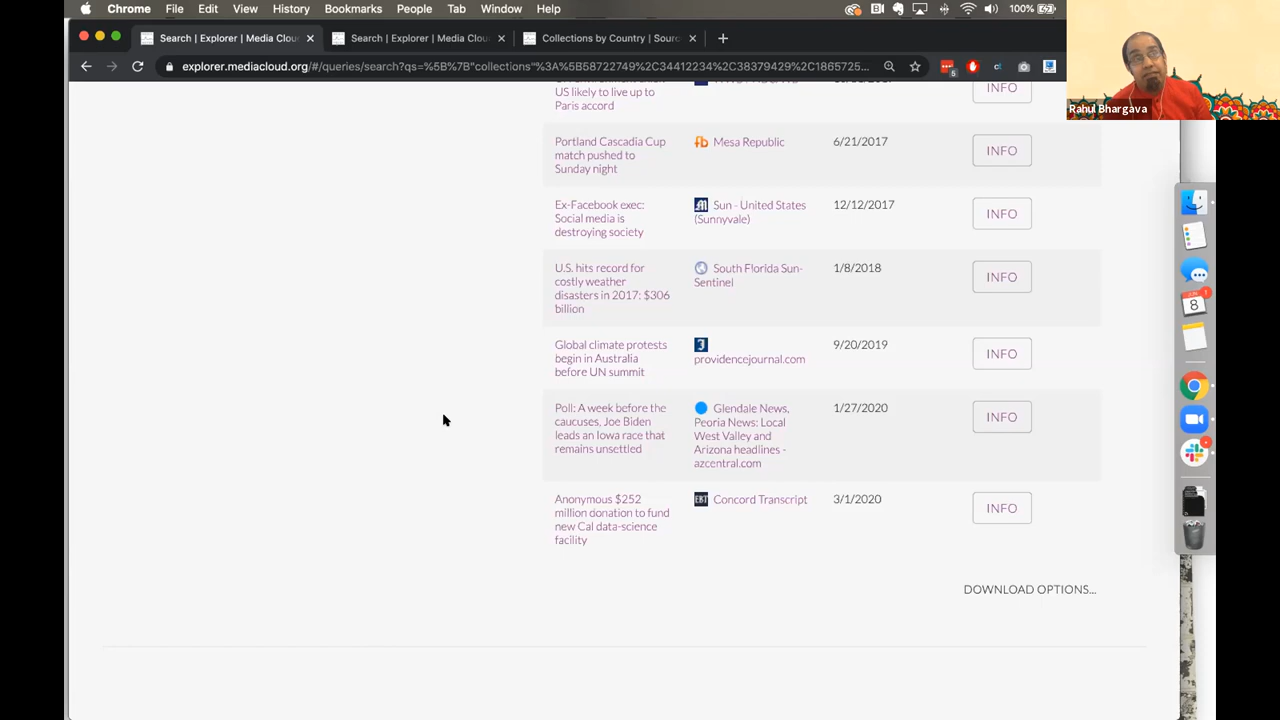 Chrome File Edit View History Bookmarks People Tab Window Help 100%
Search | Explorer | Media Clou Search | Explorer | Media Clou Collections by Country | Sourc
explorer.mediacloud.org/#/queries/search?qs=%5B%7B"collections"%3A%5B58722749%2C34412234%2C38379429%2C1865725...
Rahul Bhargava
US likely to live up to
Paris accord
INFO
Portland Cascadia Cup
match pushed to
Sunday night
Mesa Republic
6/21/2017
INFO
Ex-Facebook exec:
Social media is
destroying society
Sun - United States
(Sunnyvale)
12/12/2017
INFO
U.S. hits record for
costly weather
disasters in 2017: $306
billion
South Florida Sun-
Sentinel
1/8/2018
INFO
Global climate protests
begin in Australia
before UN summit
providencejournal.com
9/20/2019
INFO
Poll: A week before the
caucuses, Joe Biden
leads an Iowa race that
remains unsettled
Glendale News,
Peoria News: Local
West Valley and
Arizona headlines -
azcentral.com
1/27/2020
INFO
Anonymous $252
million donation to fund
new Cal data-science
facility
EBT Concord Transcript
3/1/2020
INFO
DOWNLOAD OPTIONS...
JUN
8